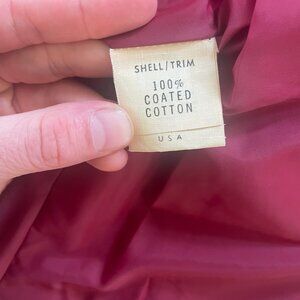 SHELL/TRIM
100%
COATED
COTTON
USA